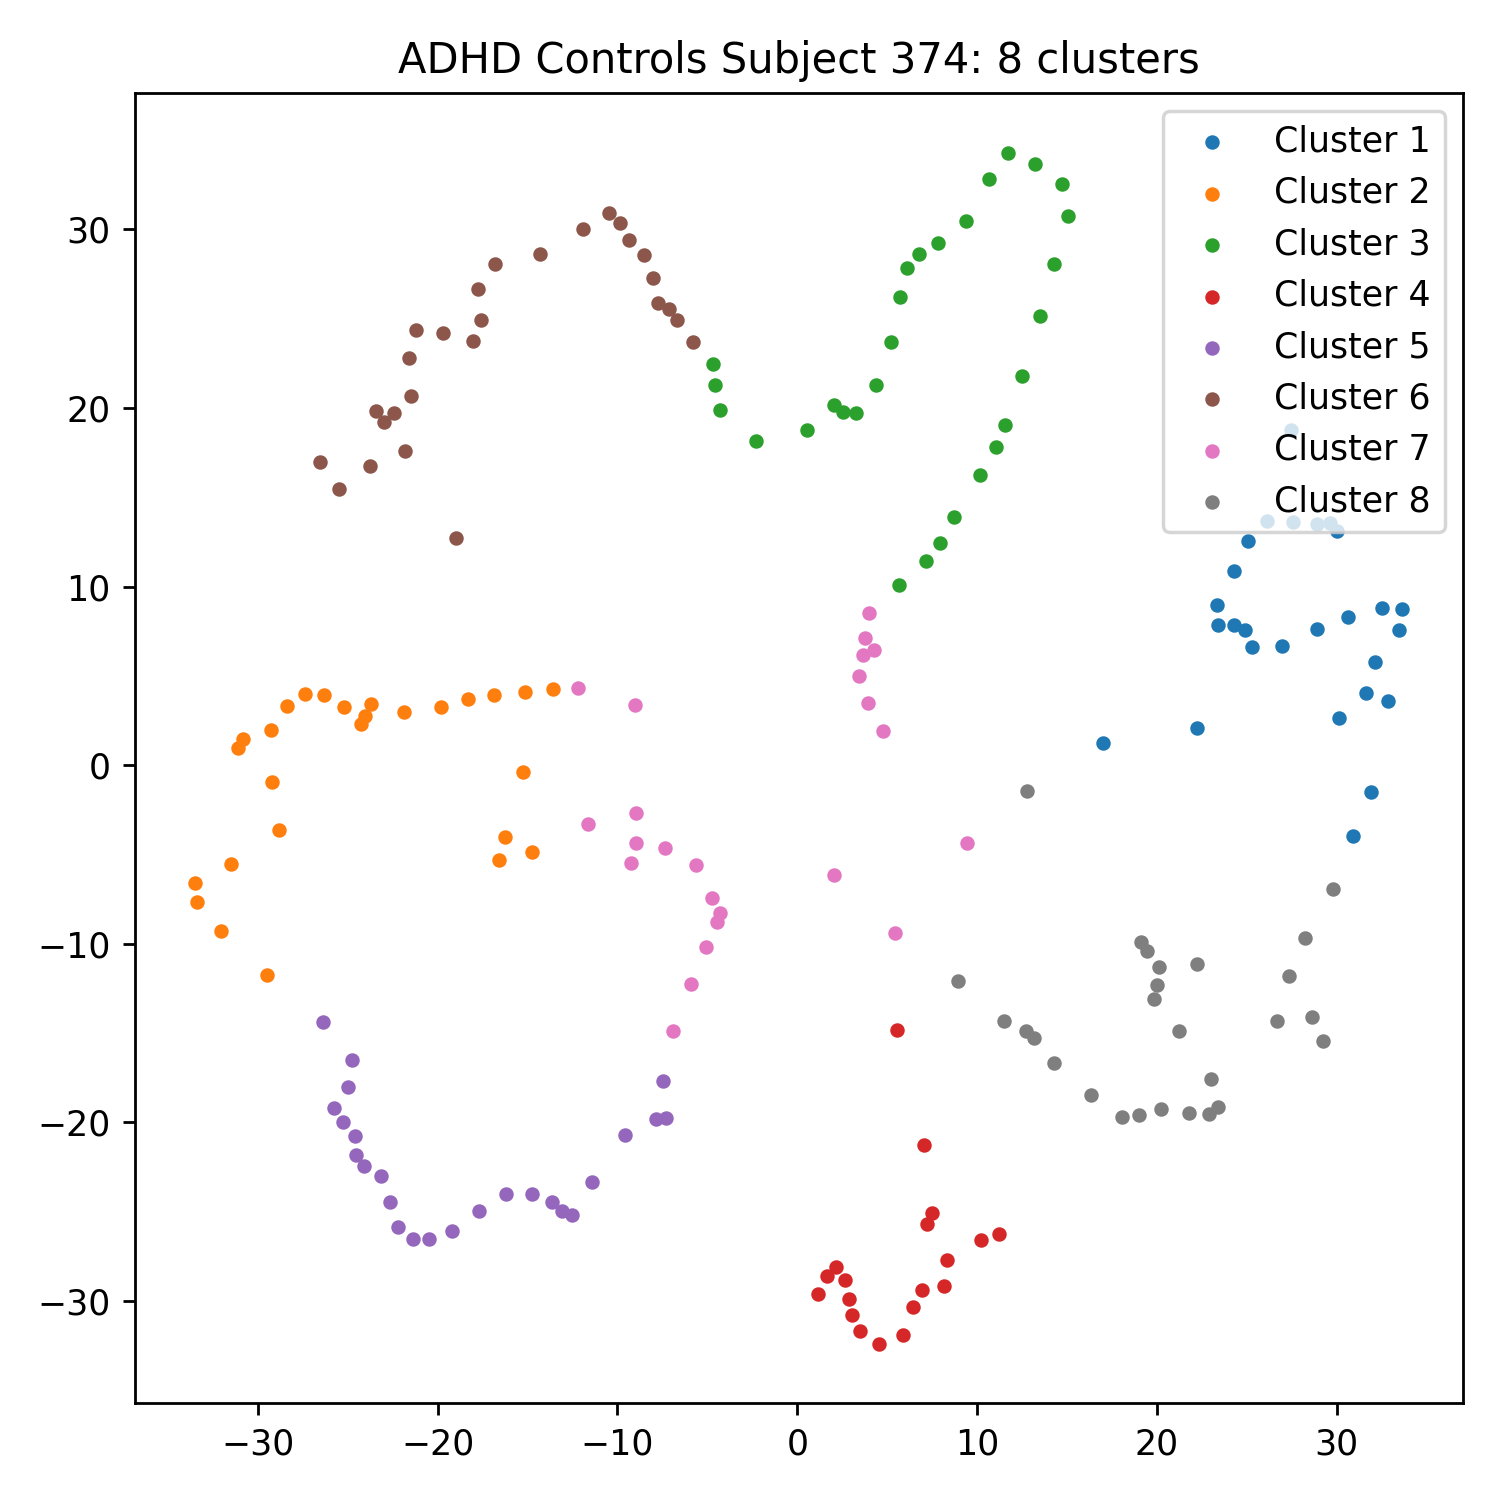 ADHD Controls Subject 374: 8 clusters
Cluster 1
Cluster 2
Cluster 3
Cluster 4
Cluster 5
Cluster 6
Cluster 7
Cluster 8
30
20
10
0
−10
−20
−30
−30 −20 −10 0 10 20 30